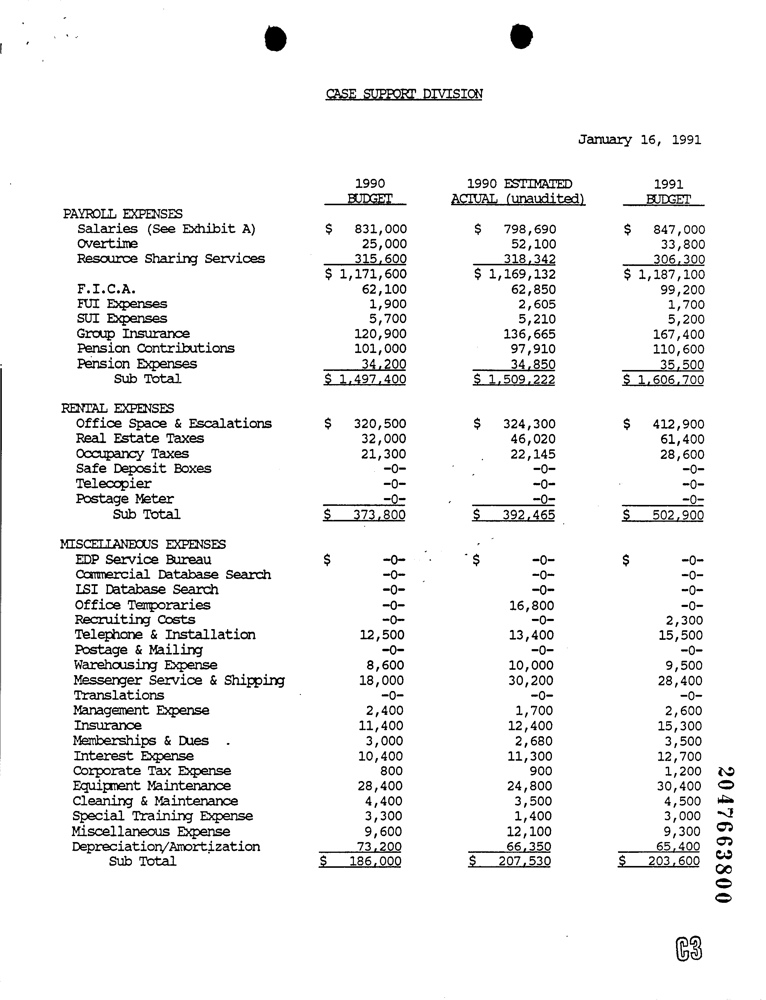 CASE SUPPORT DIVISION
January 16, 1991
1990 1990 ESTIMATED 1991
BUDGET ACTUAL (unaudited) BUDGET
PAYROLL EXPENSES
Salaries (See Exhibit A) $ 831,000 $ 798,690 $ 847,000
Overtime 25,000 52,100 33,800
Resource Sharing Services 315,600 318,342 306,300
$ 1,171,600 $ 1,169,132 $ 1,187,100
F.I.C.A. 62,100 62,850 99,200
FUI Expenses 1,900 2,605 1,700
SUI Expenses 5,700 5,210 5,200
Group Insurance 120,900 136,665 167,400
Pension Contributions 101,000 97,910 110,600
Pension Expenses 34,200 34,850 35,500
Sub Total $ 1,497,400 $ 1,509,222 $ 1,606,700
RENTAL EXPENSES
Office Space & Escalations $ 320,500 $ 324,300 $ 412,900
Real Estate Taxes 32,000 46,020 61,400
Occupancy Taxes 21,300 22,145 28,600
Safe Deposit Boxes -0- -0- -0-
Telecopier -0- -0- -0-
Postage Meter -0- -0- -0-
Sub Total $ 373,800 $ 392,465 $ 502,900
MISCELLANEOUS EXPENSES
EDP Service Bureau $ -0- $ -0- $ -0-
Commercial Database Search -0- -0- -0-
LSI Database Search -0- -0- -0-
Office Temporaries -0- 16,800 -0-
Recruiting Costs -0- -0- 2,300
Telephone & Installation 12,500 13,400 15,500
Postage & Mailing -0- -0- -0-
Warehousing Expense 8,600 10,000 9,500
Messenger Service & Shipping 18,000 30,200 28,400
Translations -0- -0- -0-
Management Expense 2,400 1,700 2,600
Insurance 11,400 12,400 15,300
Memberships & Dues 3,000 2,680 3,500
Interest Expense 10,400 11,300 12,700
Corporate Tax Expense 800 900 1,200
Equipment Maintenance 28,400 24,800 30,400
Cleaning & Maintenance 4,400 3,500 4,500
Special Training Expense 3,300 1,400 3,000
Miscellaneous Expense 9,600 12,100 9,300
Depreciation/Amortization 73,200 66,350 65,400
Sub Total $ 186,000 $ 207,530 $ 203,600
2047663800
C3